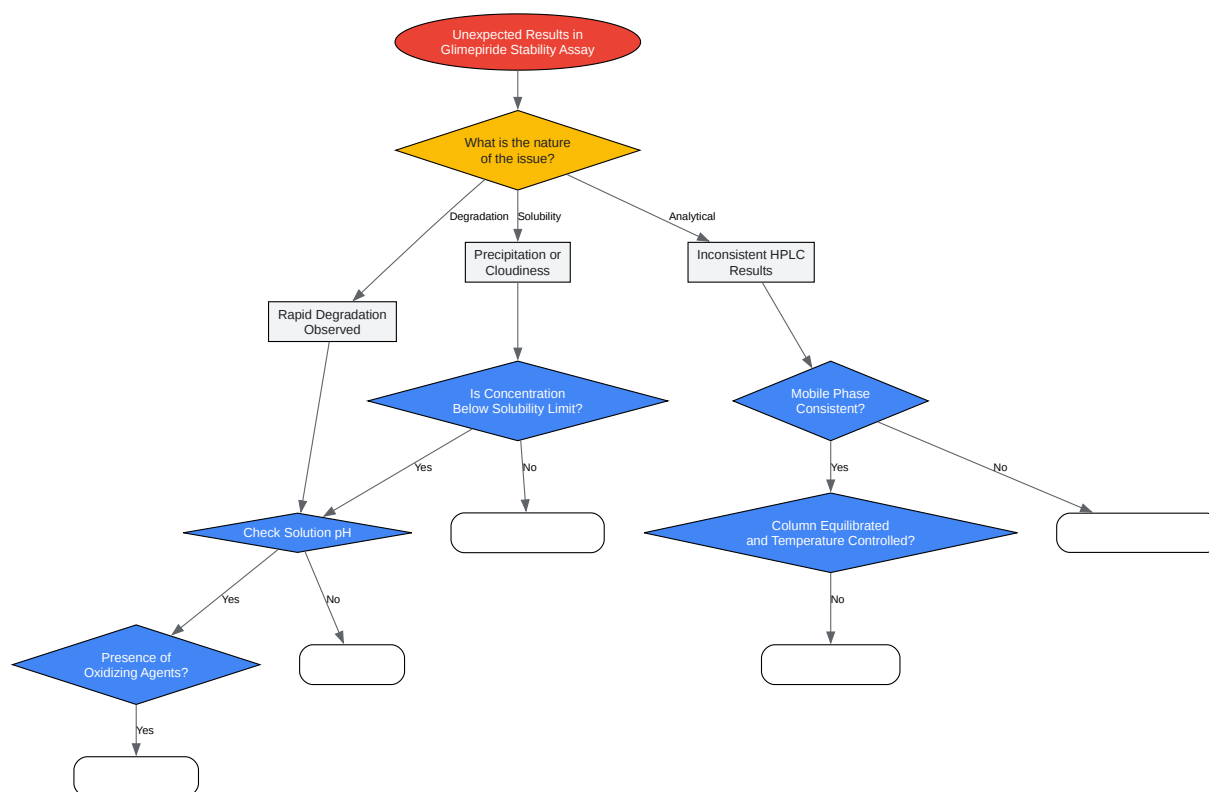 Unexpected Results in
Glimepiride Stability Assay
What is the nature
of the issue?
Degradation
Solubility
Analytical
Precipitation or
Cloudiness
Inconsistent HPLC
Results
Rapid Degradation
Observed
Is Concentration
Below Solubility Limit?
Mobile Phase
Consistent?
Yes
No
Yes
No
Check Solution pH
Column Equilibrated
and Temperature Controlled?
Yes
No
No
Presence of
Oxidizing Agents?
Yes